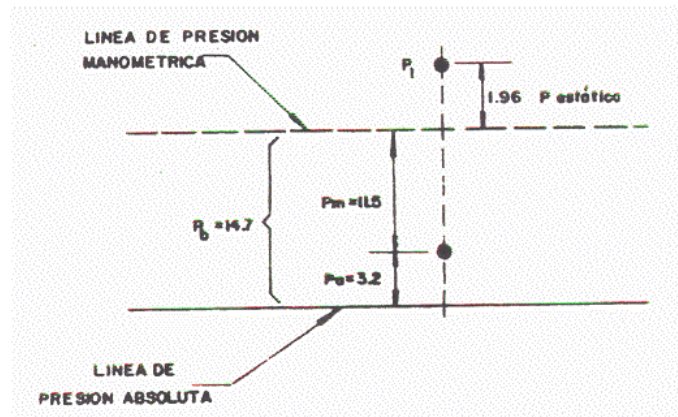 LINEA DE PRESION
MANOMETRICA
P1
1.96 P estático
Pm =11.5
Pb =14.7
Pa =3.2
LINEA DE
PRESION ABSOLUTA